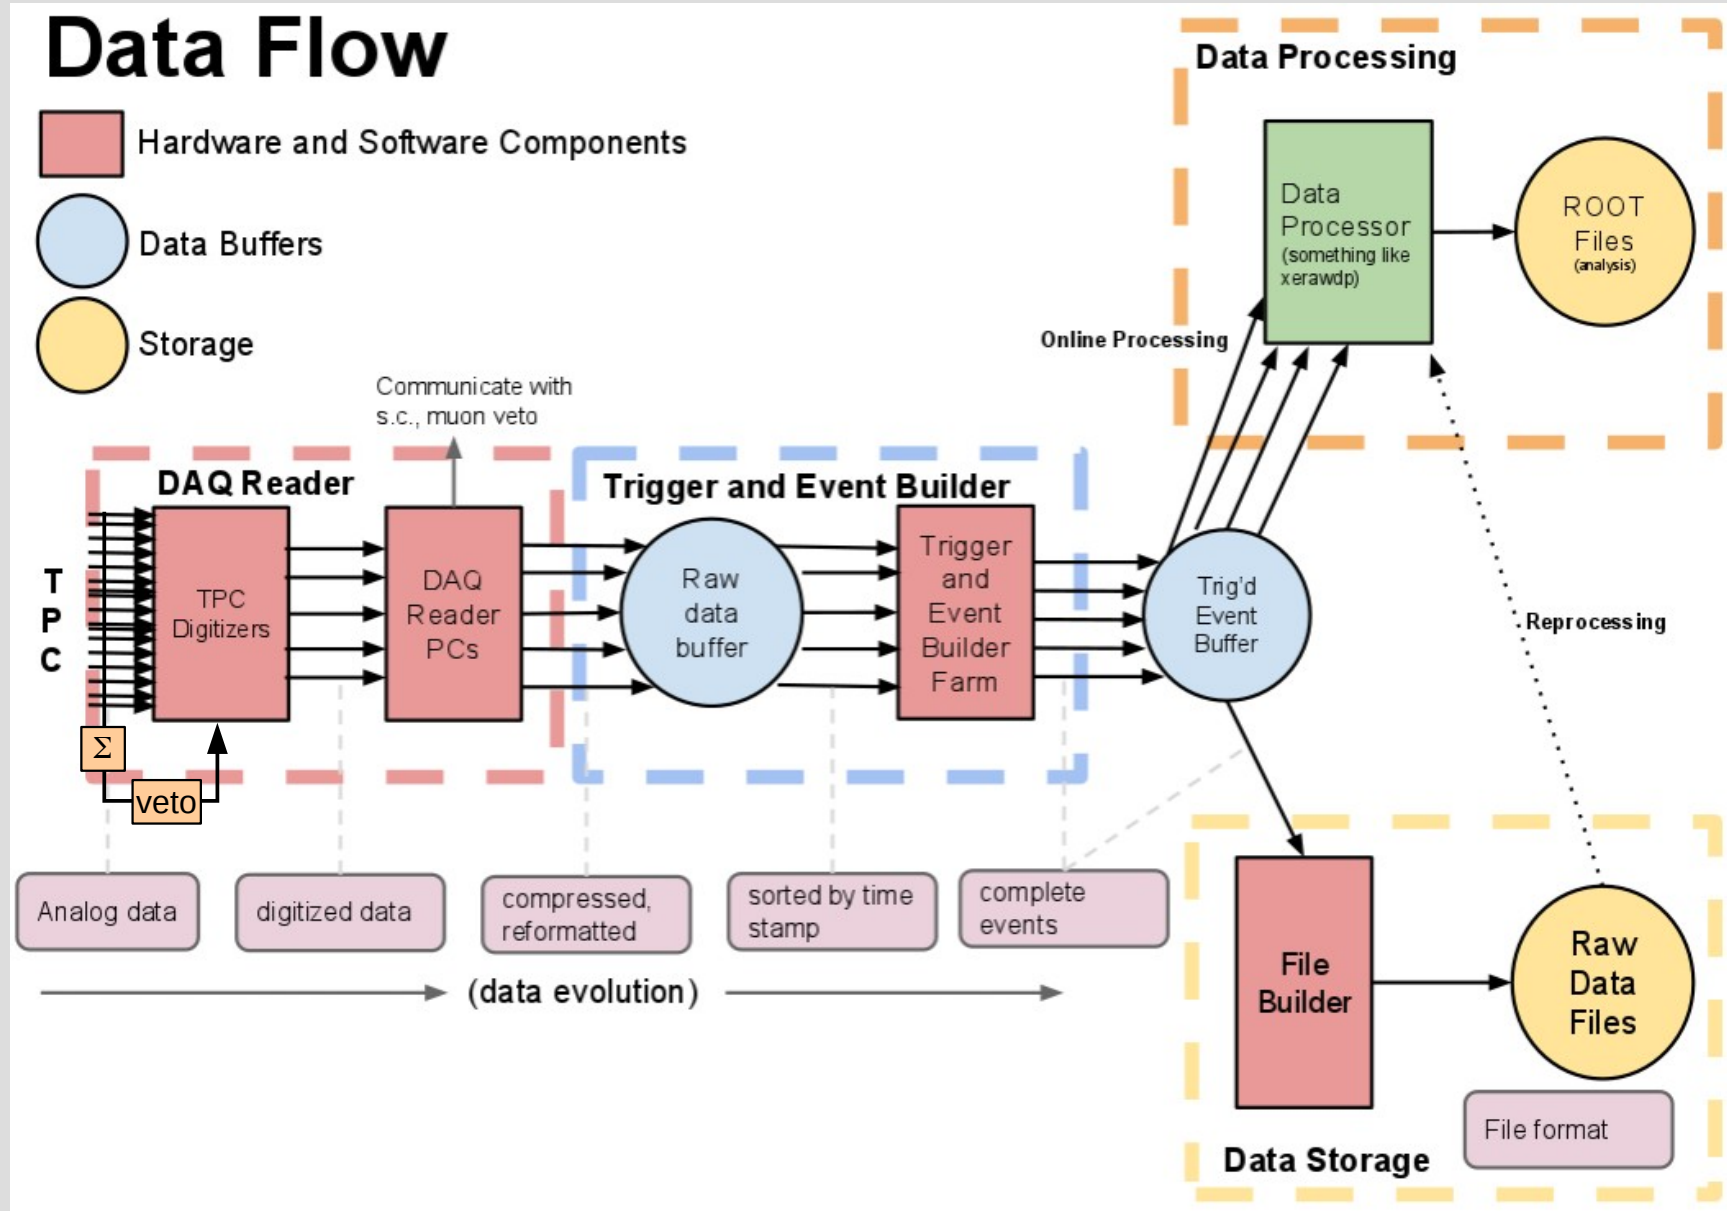 Data Flow
Hardware and Software Components
Data Buffers
Storage
Data Processing
Data
Processor
(something like
xerawdp)
ROOT
Files
(analysis)
Online Processing
Communicate with
s.c., muon veto
DAQ Reader
Trigger and Event Builder
T
P
C
TPC
Digitizers
DAQ
Reader
PCs
Raw
data
buffer
Trigger
and
Event
Builder
Farm
Trig'd
Event
Buffer
Reprocessing
Σ
veto
Analog data
digitized data
compressed,
reformatted
sorted by time
stamp
complete
events
(data evolution)
File
Builder
Raw
Data
Files
File format
Data Storage